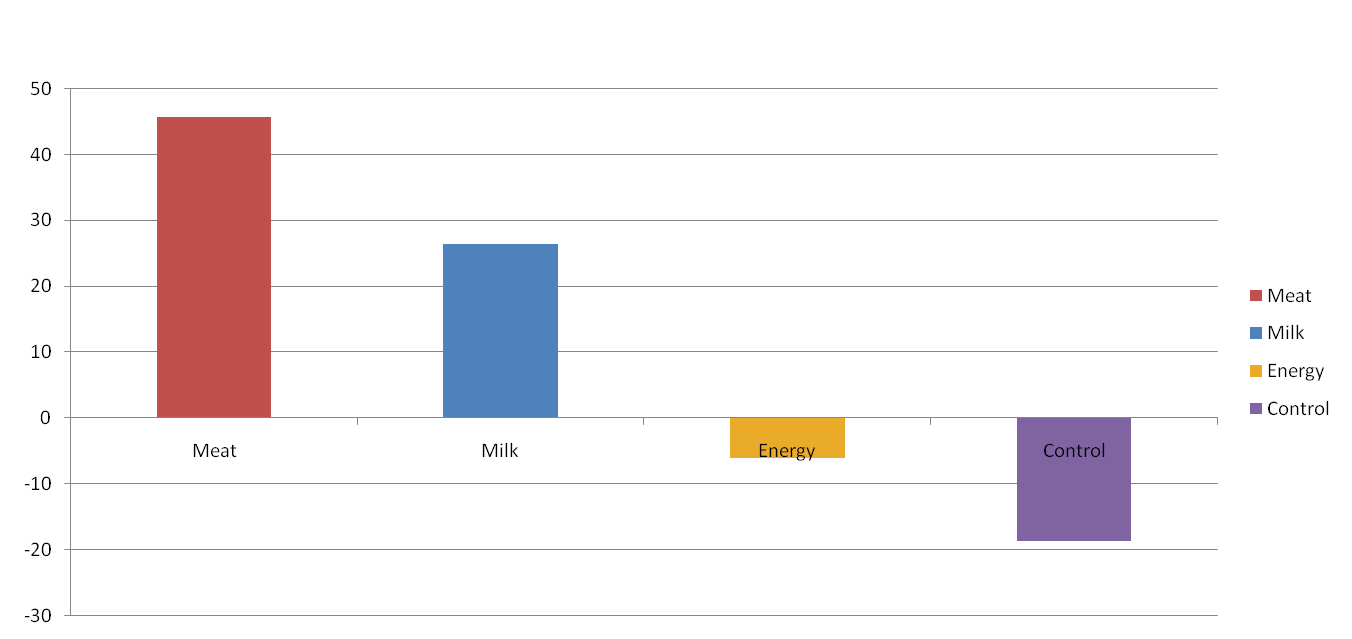 50
40
30
20
10
0
-10
-20
-30
Meat
Milk
Energy
Control
Meat
Milk
Energy
Control